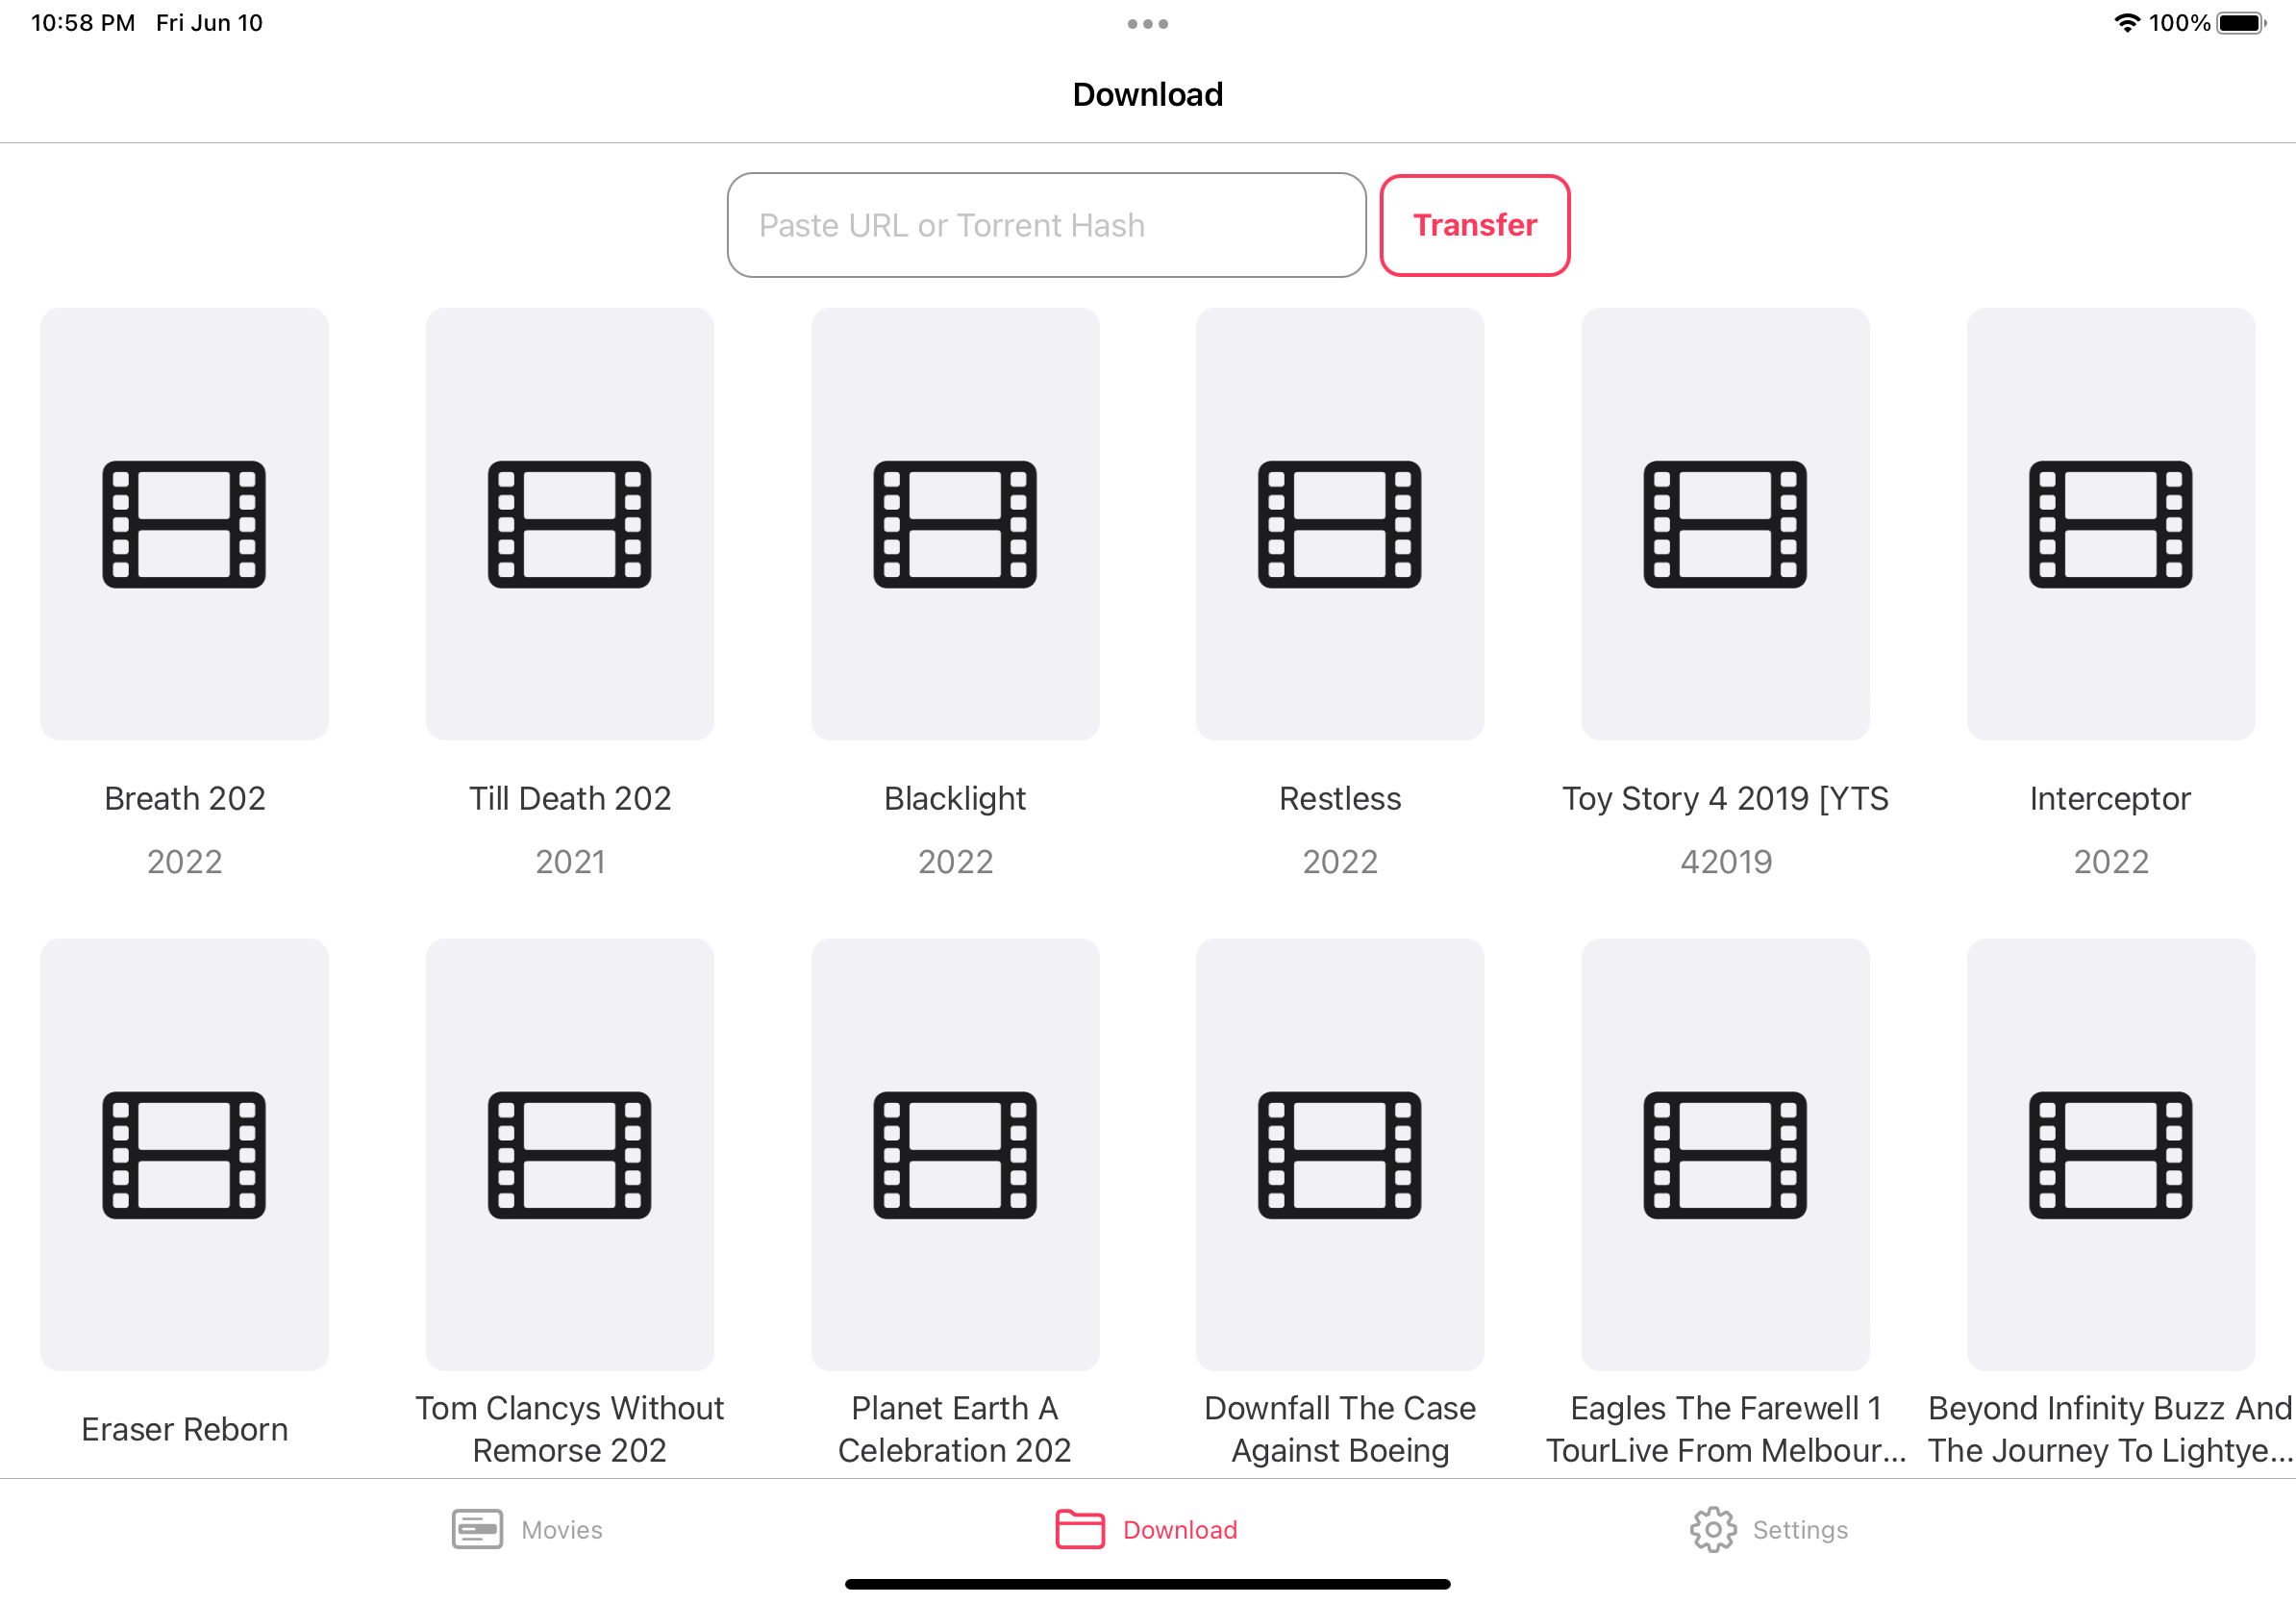 10:58 PM Fri Jun 10
100%
Download
Paste URL or Torrent Hash
Transfer
Breath 202
2022
Till Death 202
2021
Blacklight
2022
Restless
2022
Toy Story 4 2019 [YTS
42019
Interceptor
2022
Eraser Reborn
Tom Clancys Without
Remorse 202
Planet Earth A
Celebration 202
Downfall The Case
Against Boeing
Eagles The Farewell 1
TourLive From Melbour...
Beyond Infinity Buzz And
The Journey To Lightye...
Movies
Download
Settings